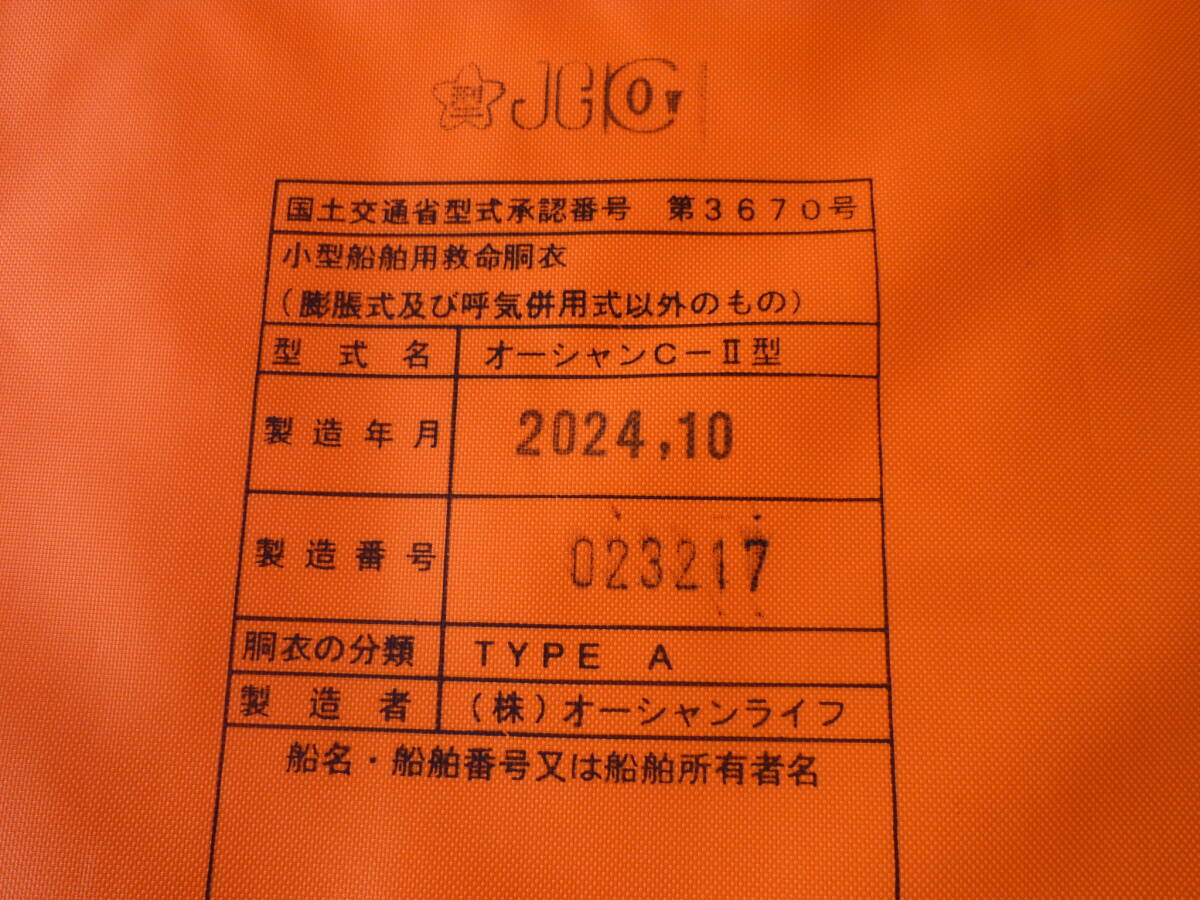 型 JCI
国土交通省型式承認番号 第3670号
小型船舶用救命胴衣
(膨脹式及び呼気併用式以外のもの)
型式名 オーシャンC-Ⅱ型
製造年月 2024,10
製造番号 023217
胴衣の分類 TYPE A
製造者 (株)オーシャンライフ
船名・船舶番号又は船舶所有者名